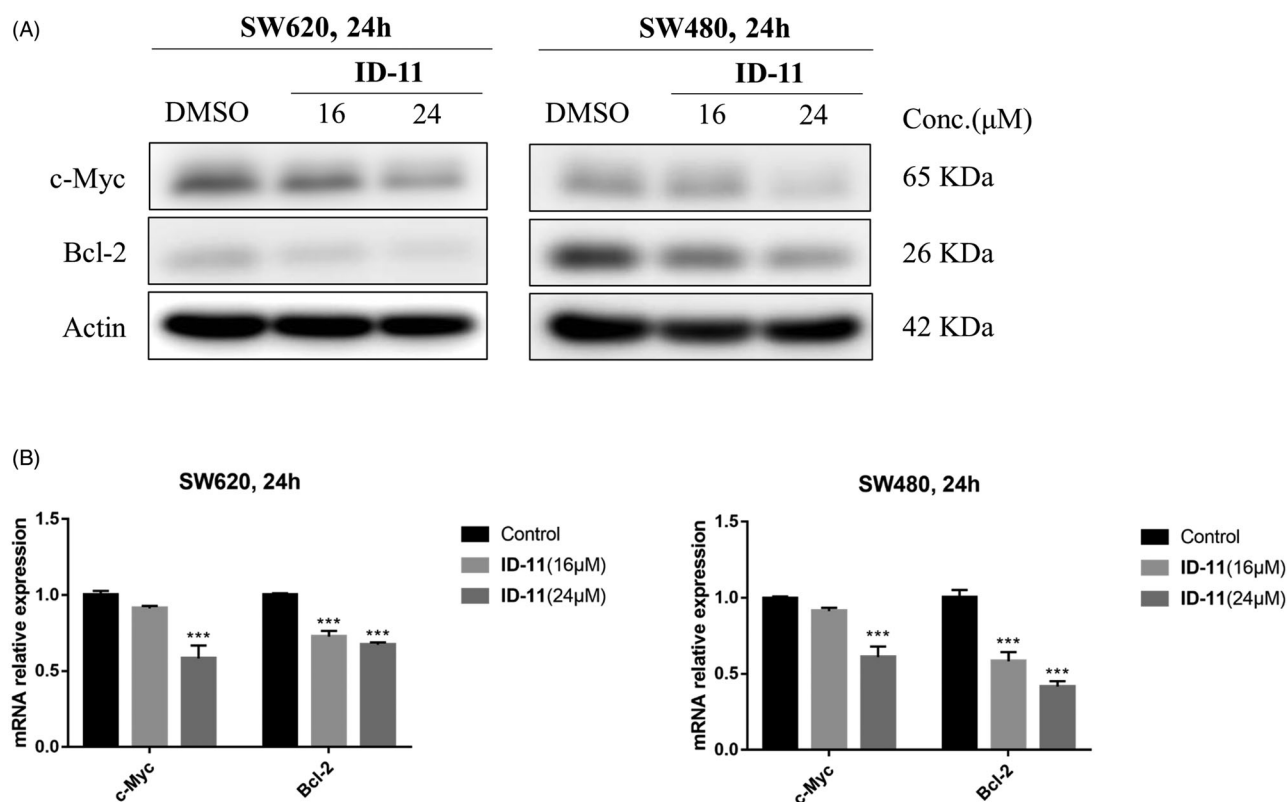 (A)
SW620, 24h
SW480, 24h
ID-11
ID-11
DMSO 16 24
DMSO 16 24
Conc.(μM)
c-Myc
65 KDa
Bcl-2
26 KDa
Actin
42 KDa
(B)
SW620, 24h
mRNA relative expression
1.5
1.0
0.5
0.0
***
*** ***
c-Myc
Bcl-2
Control
ID-11(16μM)
ID-11(24μM)
SW480, 24h
mRNA relative expression
1.5
1.0
0.5
0.0
***
***
***
c-Myc
Bcl-2
Control
ID-11(16μM)
ID-11(24μM)